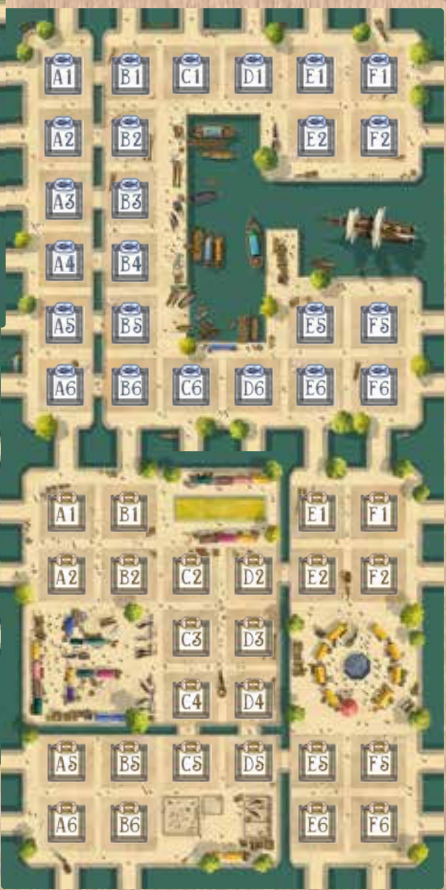 A1 B1 C1 D1 E1 F1
A2 B2 E2 F2
A3 B3
A4 B4
A5 B5 E5 F5
A6 B6 C6 D6 E6 F6
A1 B1 E1 F1
A2 B2 C2 D2 E2 F2
C3 D3
C4 D4
A5 B5 C5 D5 E5 F5
A6 B6 E6 F6